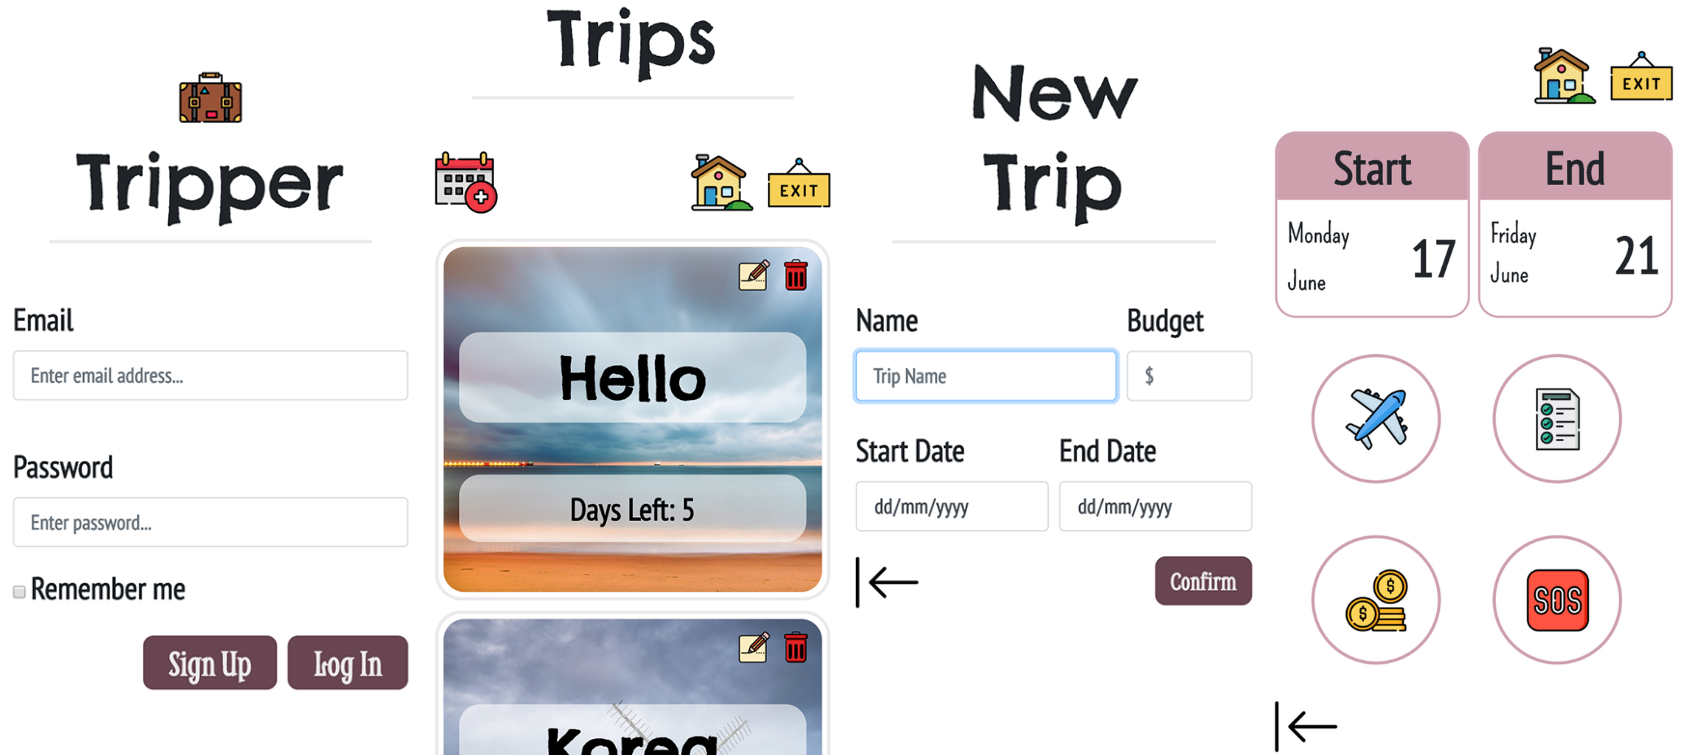 Tripper
Email
Enter email address...
Password
Enter password...
Remember me
Sign Up
Log In
Trips
EXIT
Hello
Days Left: 5
Korea
New
Trip
Name
Budget
Trip Name
$
Start Date
End Date
dd/mm/yyyy
dd/mm/yyyy
Confirm
EXIT
Start
End
Monday
June
17
Friday
June
21
$
$
SOS